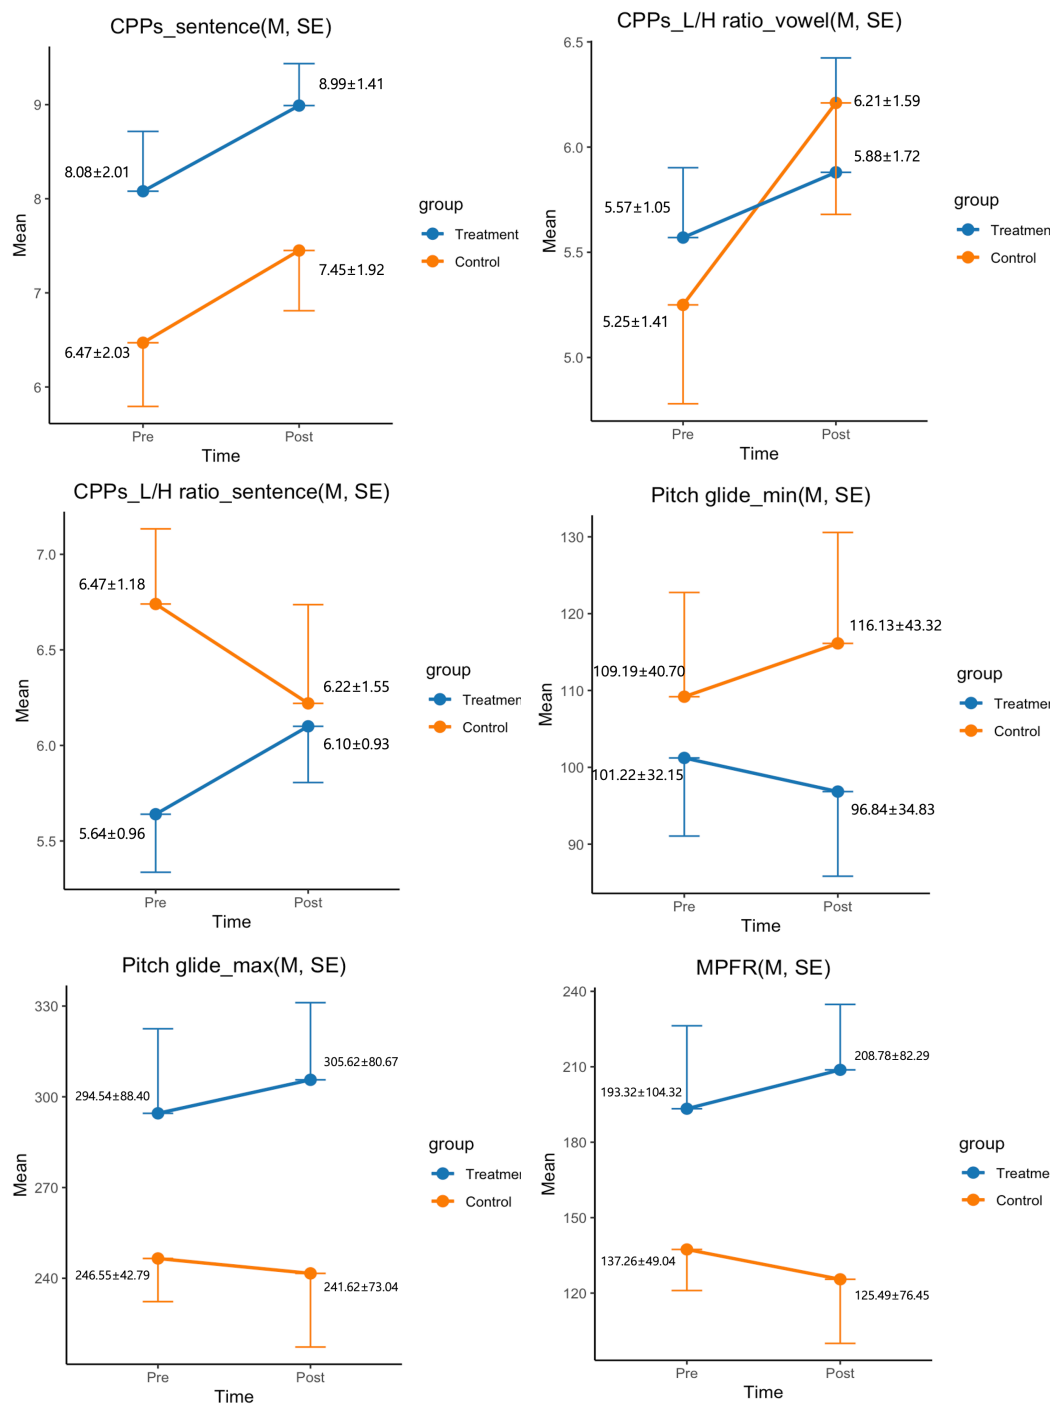 CPPs_sentence(M, SE)
9
8
7
6
Mean
8.08±2.01
8.99±1.41
6.47±2.03
7.45±1.92
Pre
Post
Time
group
Treatment
Control
CPPs_L/H ratio_vowel(M, SE)
6.5
6.0
5.5
5.0
Mean
5.57±1.05
6.21±1.59
5.88±1.72
5.25±1.41
Pre
Post
Time
group
Treatmen
Control
CPPs_L/H ratio_sentence(M, SE)
7.0
6.5
6.0
5.5
Mean
6.47±1.18
6.22±1.55
6.10±0.93
5.64±0.96
Pre
Post
Time
group
Treatmen
Control
Pitch glide_min(M, SE)
130
120
110
100
90
Mean
109.19±40.70
116.13±43.32
101.22±32.15
96.84±34.83
Pre
Post
Time
group
Treatme
Control
Pitch glide_max(M, SE)
330
300
270
240
Mean
294.54±88.40
305.62±80.67
246.55±42.79
241.62±73.04
Pre
Post
Time
group
Treatme
Control
MPFR(M, SE)
240
210
180
150
120
Mean
193.32±104.32
208.78±82.29
137.26±49.04
125.49±76.45
Pre
Post
Time
group
Treatme
Control